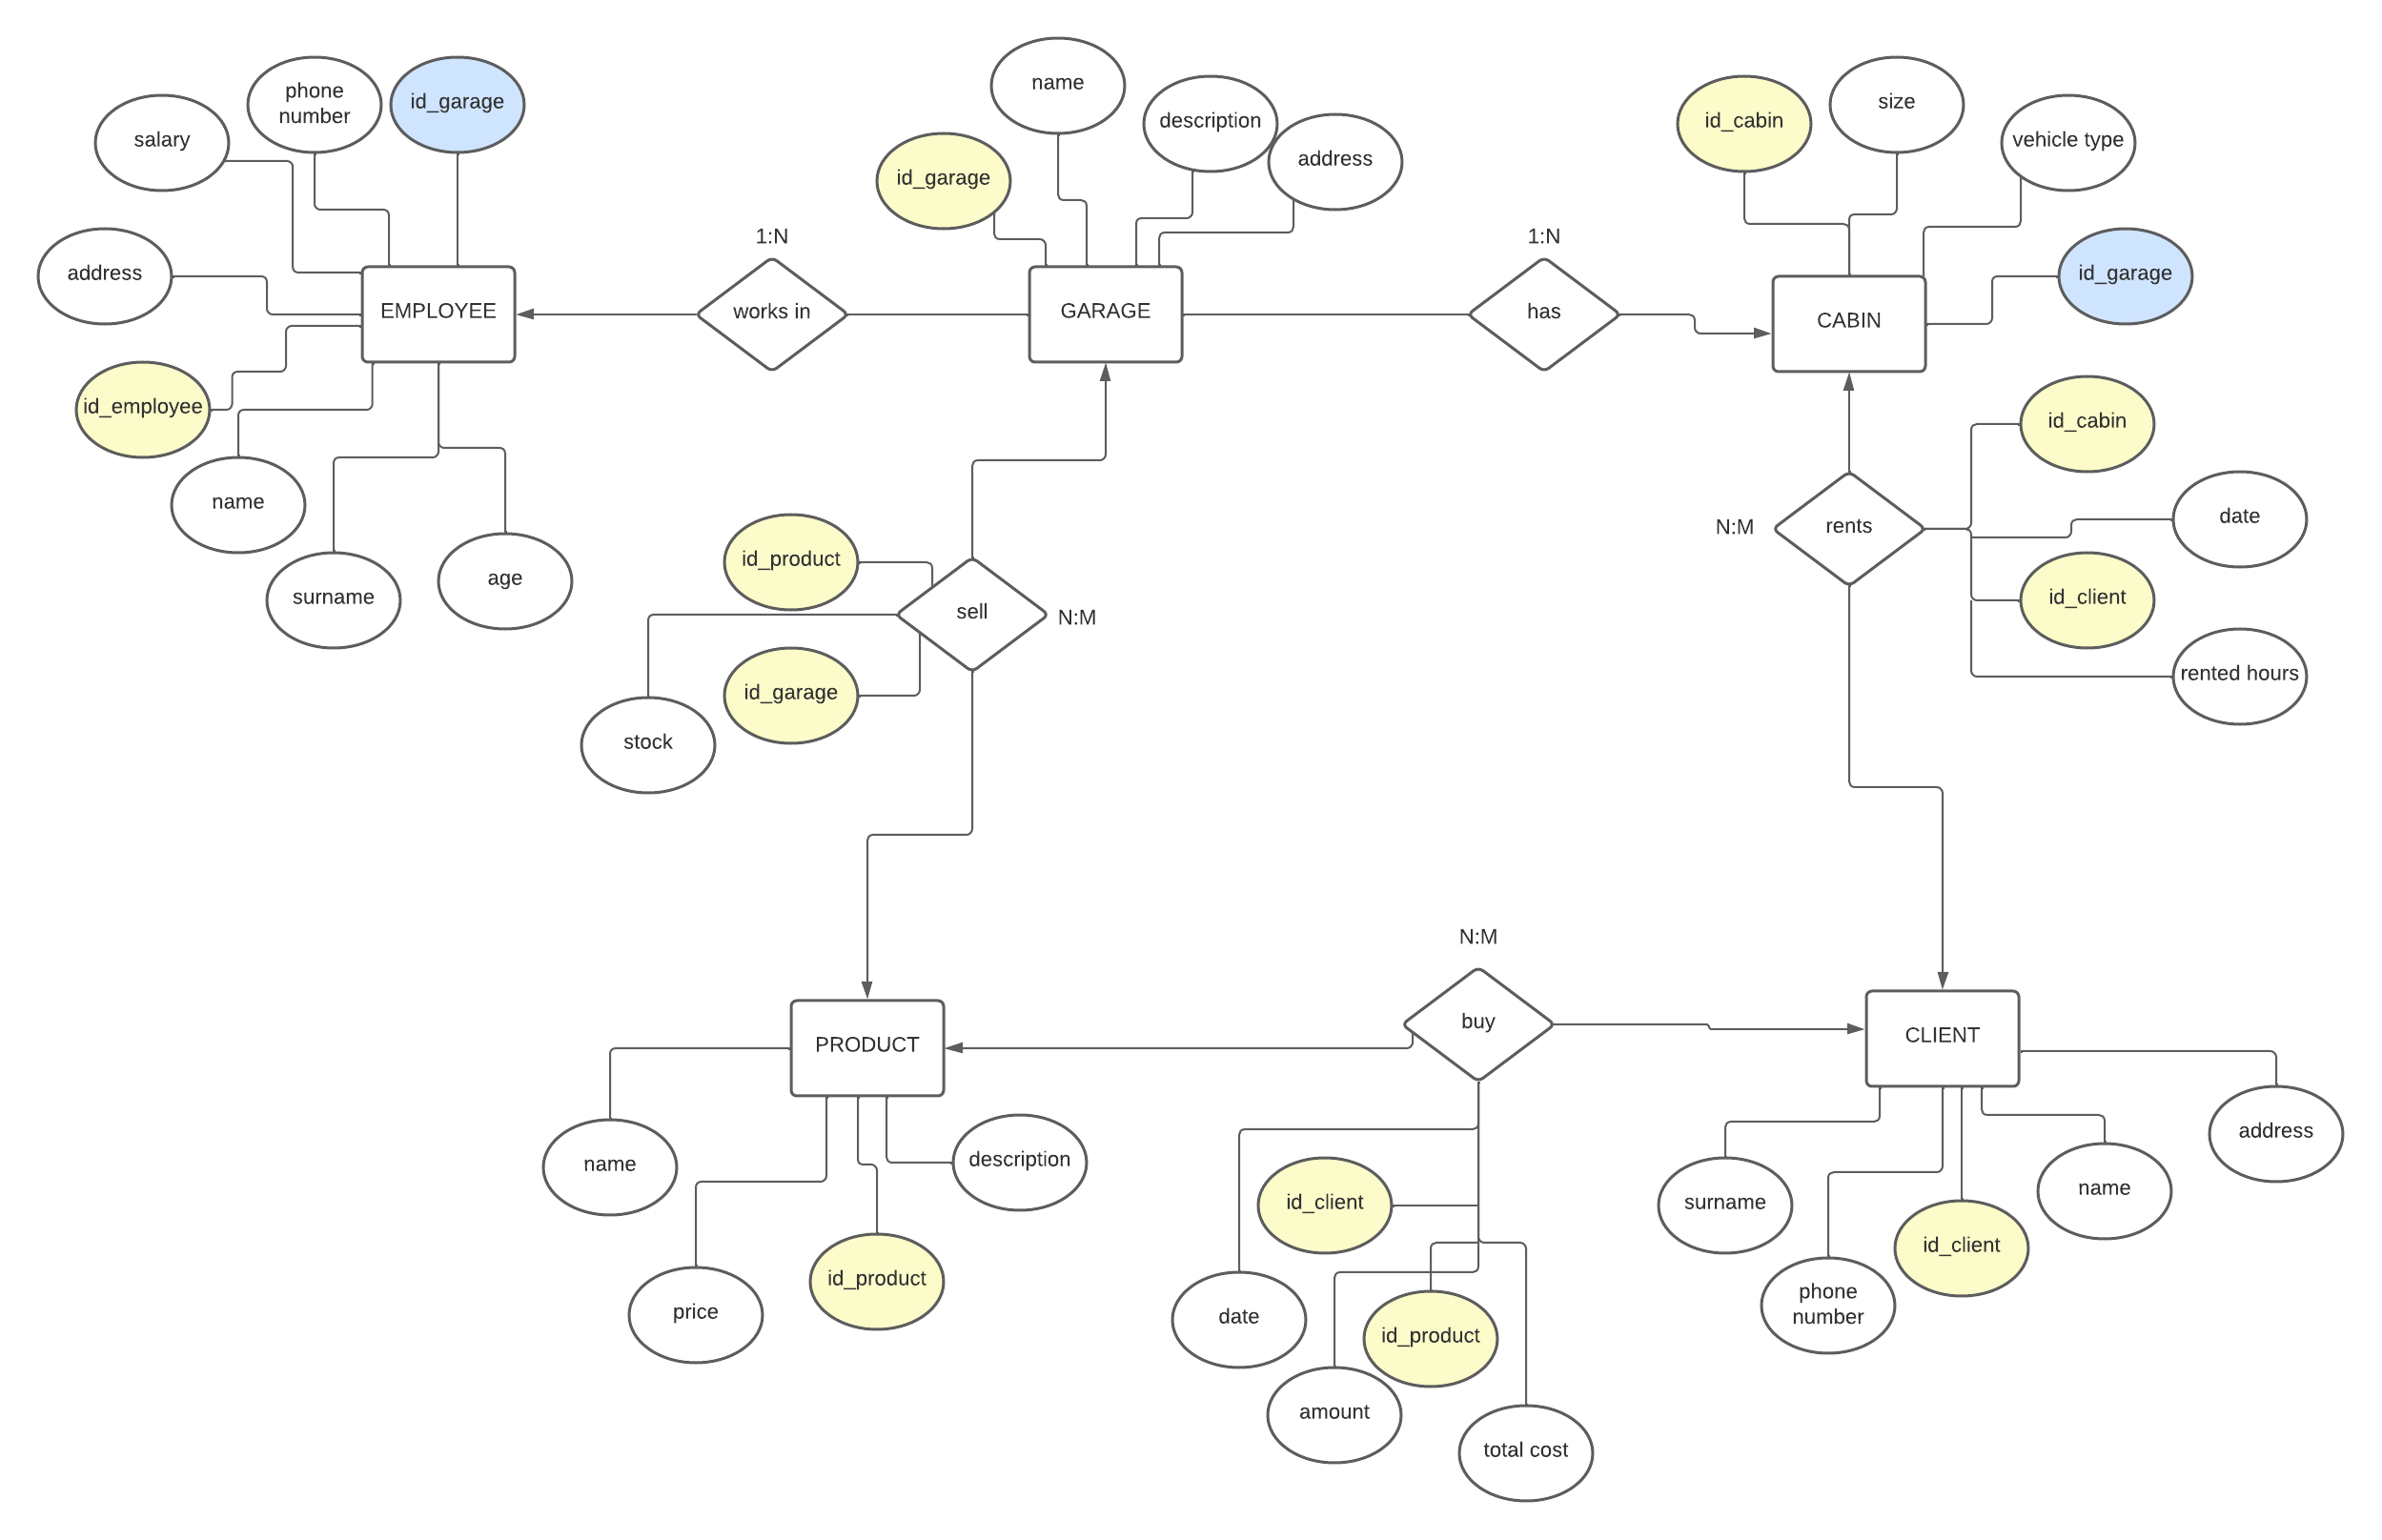 name
phone
number
id_garage
size
description
id_cabin
salary
vehicle type
address
id_garage
1:N
1:N
address
id_garage
EMPLOYEE
works in
GARAGE
has
CABIN
id_employee
id_cabin
name
date
N:M
rents
id_product
age
surname
id_client
sell
N:M
rented hours
id_garage
stock
N:M
buy
CLIENT
PRODUCT
address
description
name
name
surname
id_client
id_client
id_product
phone
number
price
date
id_product
amount
total cost